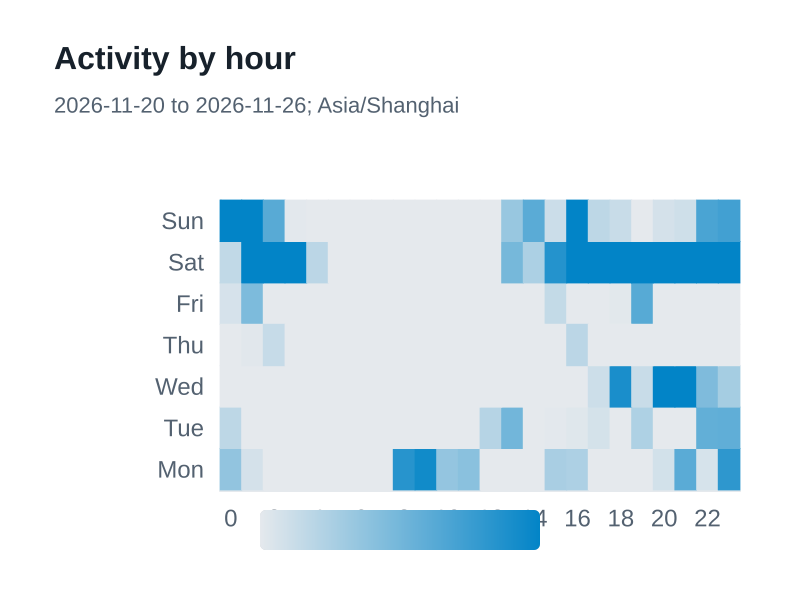 Activity by hour
2026-11-20 to 2026-11-26; Asia/Shanghai
Sun
Sat
Fri
Thu
Wed
Tue
Mon
0 16 18 20 22